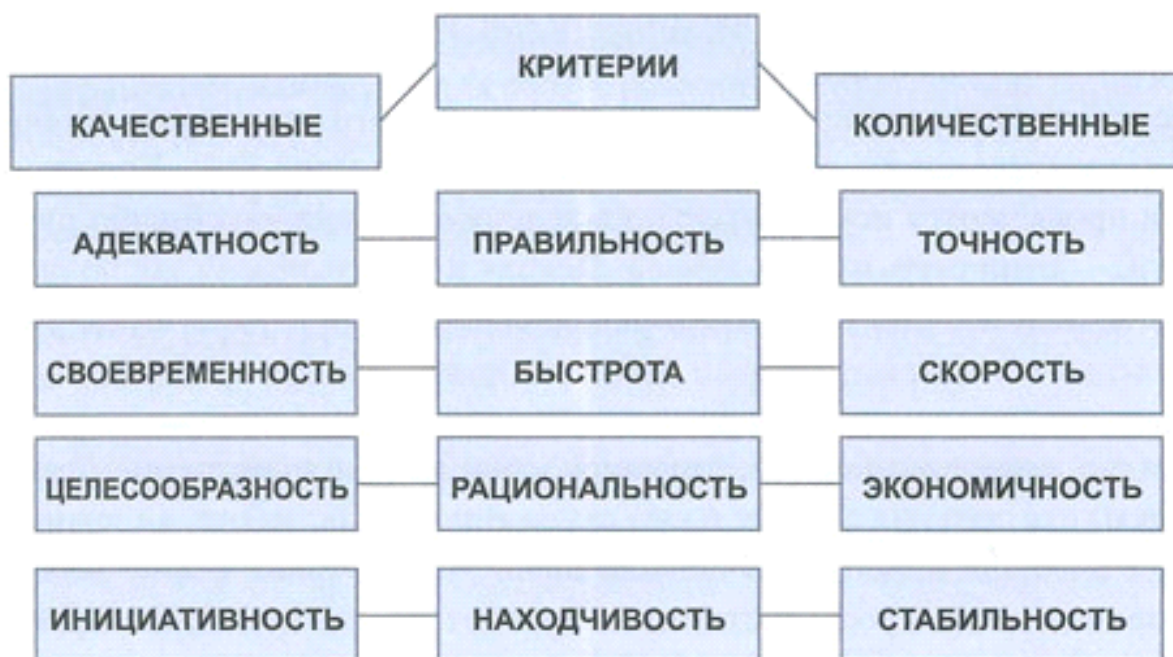 КРИТЕРИИ
КАЧЕСТВЕННЫЕ
КОЛИЧЕСТВЕННЫЕ
АДЕКВАТНОСТЬ
ПРАВИЛЬНОСТЬ
ТОЧНОСТЬ
СВОЕВРЕМЕННОСТЬ
БЫСТРОТА
СКОРОСТЬ
ЦЕЛЕСООБРАЗНОСТЬ
РАЦИОНАЛЬНОСТЬ
ЭКОНОМИЧНОСТЬ
ИНИЦИАТИВНОСТЬ
НАХОДЧИВОСТЬ
СТАБИЛЬНОСТЬ